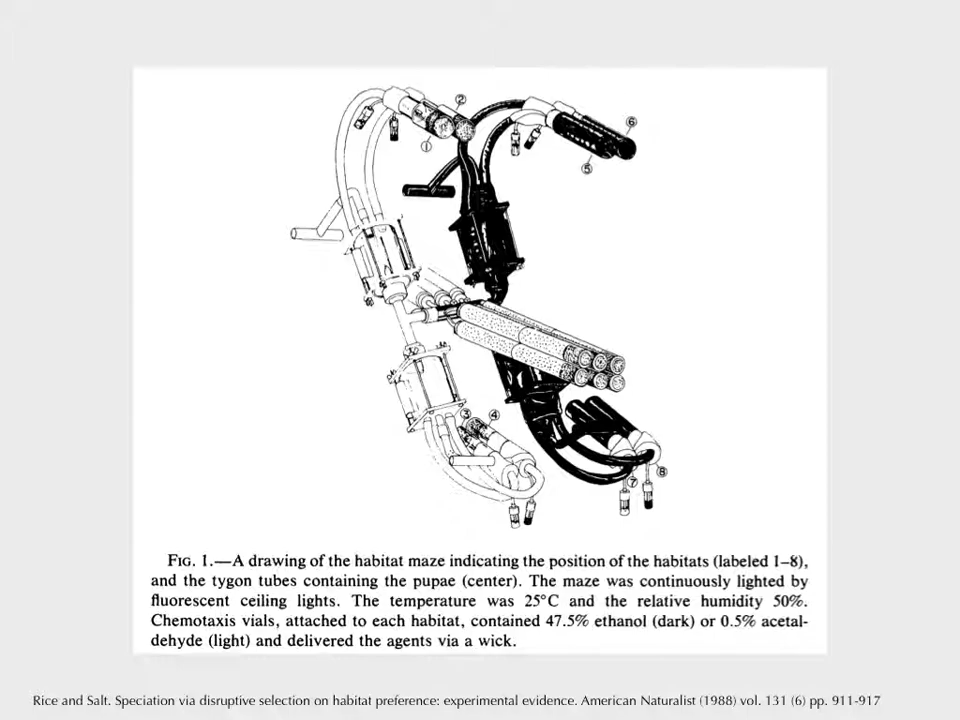 ②
⑥
①
⑤
③ ④
⑧
⑦
FIG. 1.—A drawing of the habitat maze indicating the position of the habitats (labeled 1–8),
and the tygon tubes containing the pupae (center). The maze was continuously lighted by
fluorescent ceiling lights. The temperature was 25°C and the relative humidity 50%.
Chemotaxis vials, attached to each habitat, contained 47.5% ethanol (dark) or 0.5% acetal-
dehyde (light) and delivered the agents via a wick.
Rice and Salt. Speciation via disruptive selection on habitat preference: experimental evidence. American Naturalist (1988) vol. 131 (6) pp. 911-917